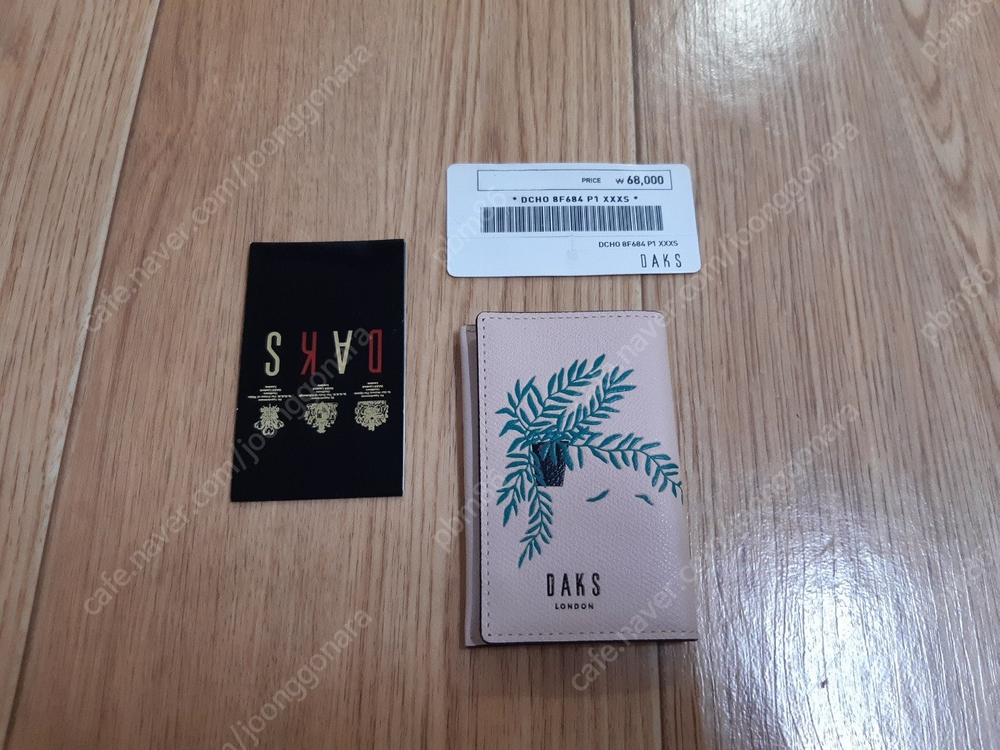 PRICE ₩ 68,000
* DCHO 8F684 P1 XXXS *
DCHO 8F684 P1 XXXS
DAKS
DAKS
DAKS
LONDON
cafe.naver.com/joonggonara
pbm86